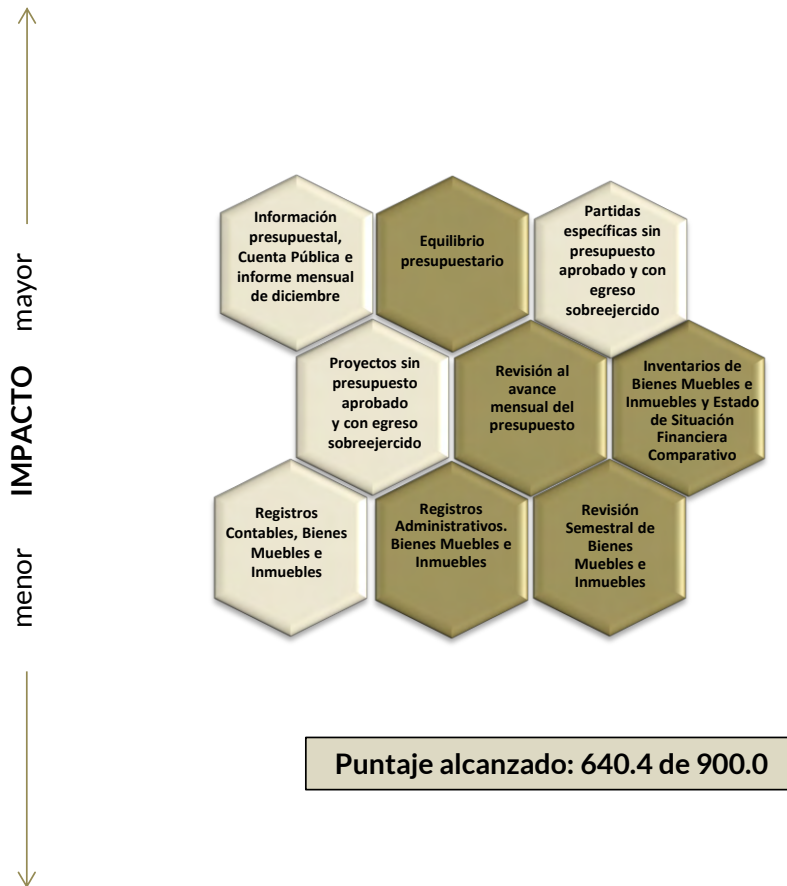 Información
presupuestal,
Cuenta Pública e
informe mensual
de diciembre
Equilibrio
presupuestario
Partidas
específicas sin
presupuesto
aprobado y con
egreso
sobreejercido
Proyectos sin
presupuesto
aprobado
y con egreso
sobreejercido
Revisión al
avance
mensual del
presupuesto
Inventarios de
Bienes Muebles e
Inmuebles y Estado
de Situación
Financiera
Comparativo
Registros
Contables, Bienes
Muebles e
Inmuebles
Registros
Administrativos.
Bienes Muebles e
Inmuebles
Revisión
Semestral de
Bienes
Muebles e
Inmuebles
menor IMPACTO mayor
Puntaje alcanzado: 640.4 de 900.0